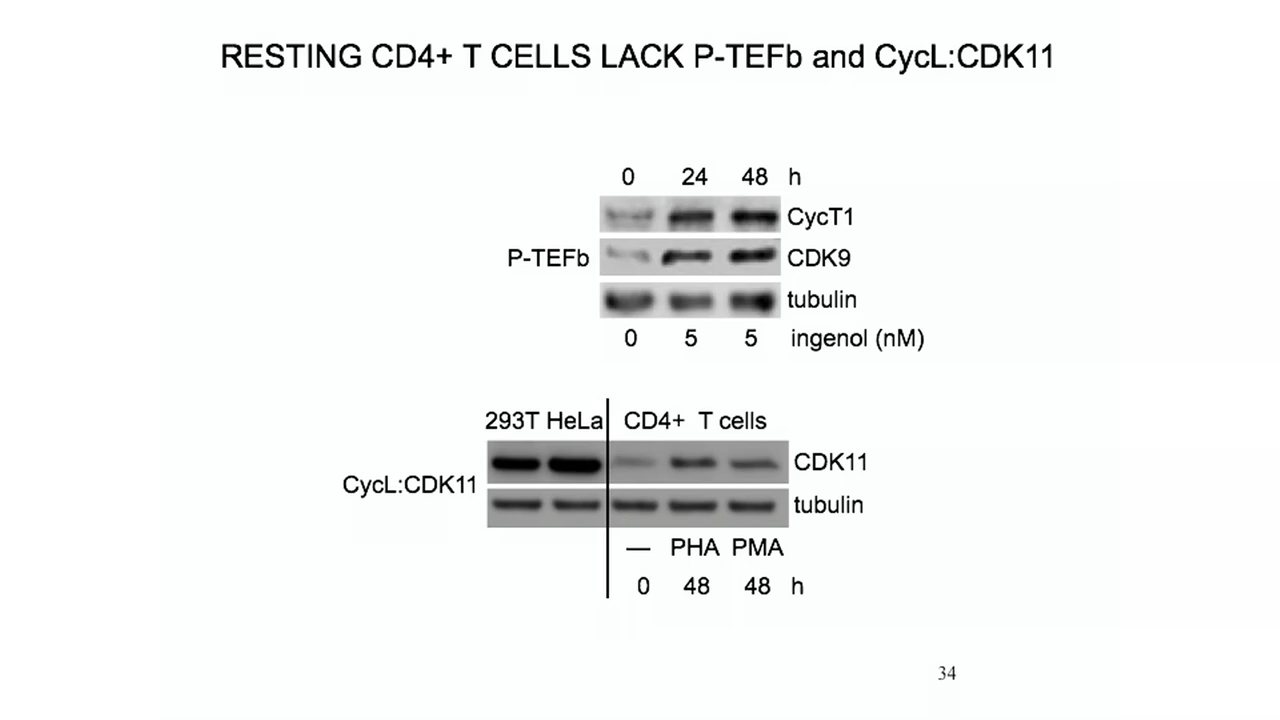 RESTING CD4+ T CELLS LACK P-TEFb and CycL:CDK11
0 24 48 h
CycT1
P-TEFb CDK9
tubulin
0 5 5 ingenol (nM)
293T HeLa CD4+ T cells
CDK11
CycL:CDK11
tubulin
— PHA PMA
0 48 48 h
34